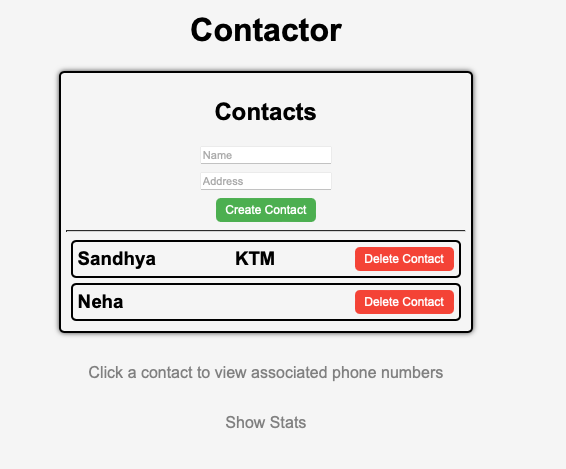 Contactor
Contacts
Name
Address
Create Contact
Sandhya KTM Delete Contact
Neha Delete Contact
Click a contact to view associated phone numbers
Show Stats